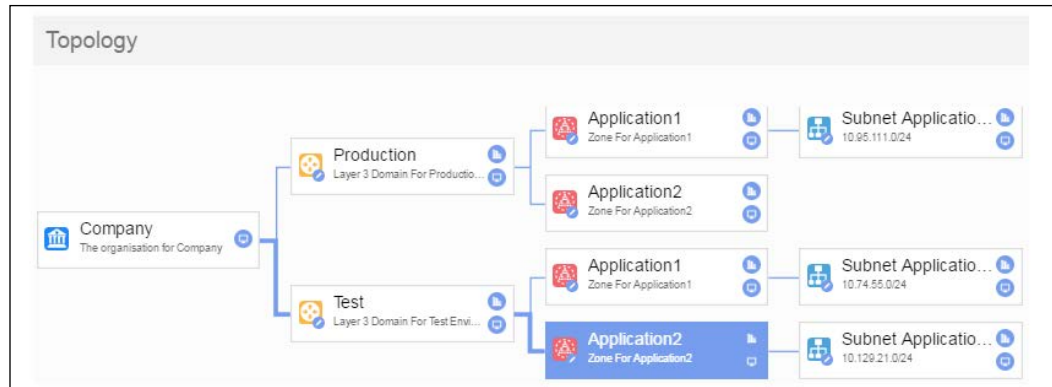 Topology
Application1
Zone For Application1
Subnet Applicatio...
10.95.111.0/24
Production
Layer 3 Domain For Productio...
Application2
Zone For Application2
Company
The organisation for Company
Application1
Zone For Application1
Subnet Applicatio...
10.74.55.0/24
Test
Layer 3 Domain For Test Envi...
Application2
Zone For Application2
Subnet Applicatio...
10.129.21.0/24